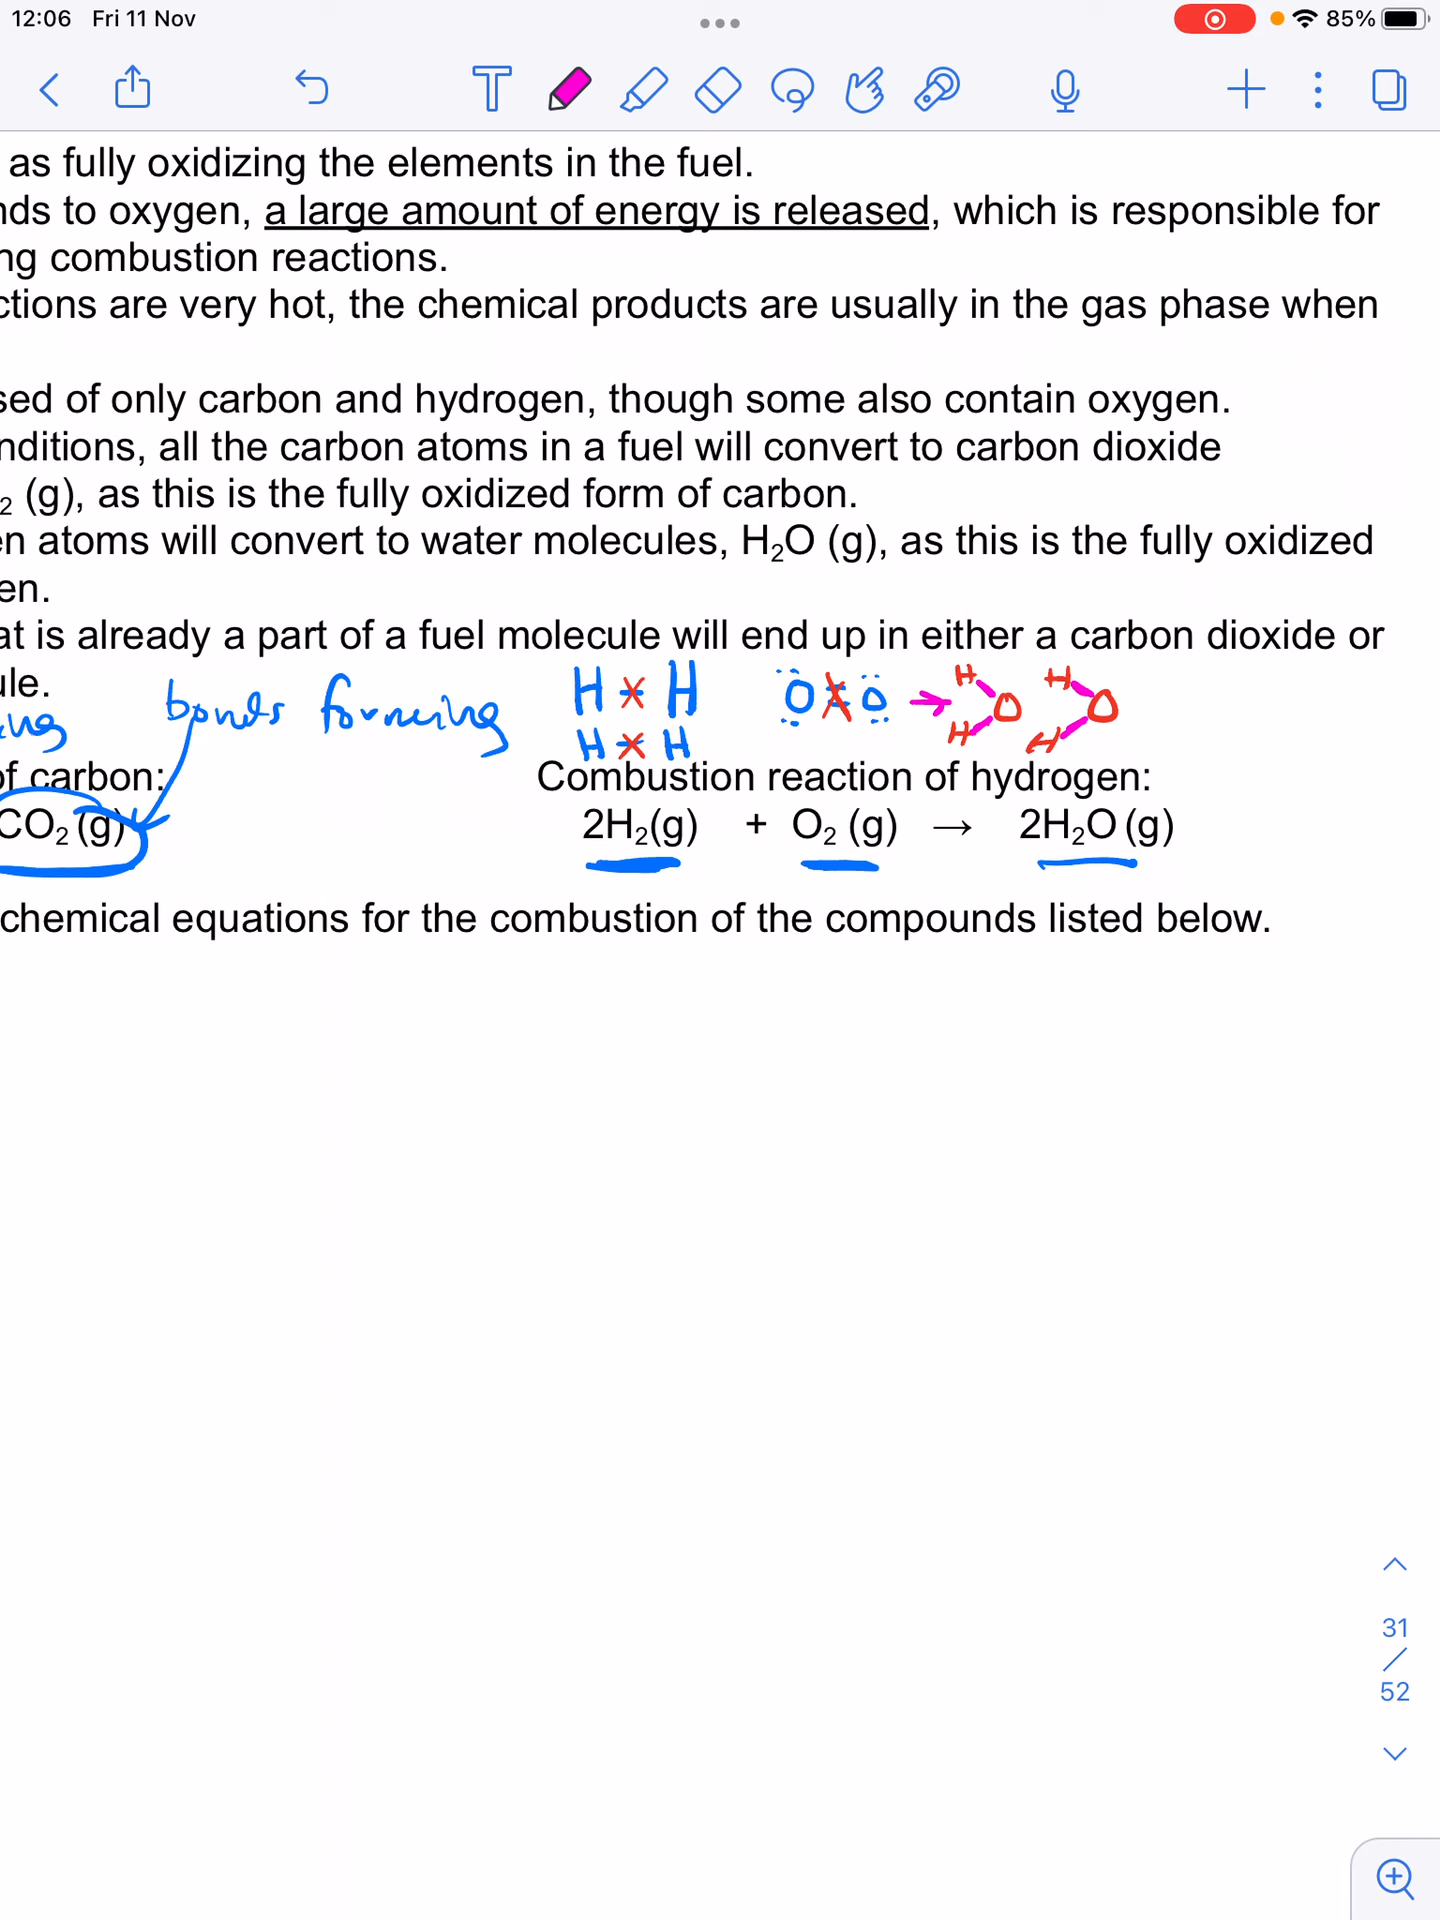 12:06 Fri 11 Nov
85%
as fully oxidizing the elements in the fuel.
nds to oxygen, a large amount of energy is released, which is responsible for
ng combustion reactions.
ctions are very hot, the chemical products are usually in the gas phase when
sed of only carbon and hydrogen, though some also contain oxygen.
nditions, all the carbon atoms in a fuel will convert to carbon dioxide
₂ (g), as this is the fully oxidized form of carbon.
en atoms will convert to water molecules, H₂O (g), as this is the fully oxidized
en.
at is already a part of a fuel molecule will end up in either a carbon dioxide or
ule.
ing bonds forming H H O O → H O H H O H
H H
of carbon: Combustion reaction of hydrogen:
CO₂ (g) 2H₂(g) + O₂ (g) → 2H₂O (g)
chemical equations for the combustion of the compounds listed below.
31
/
52